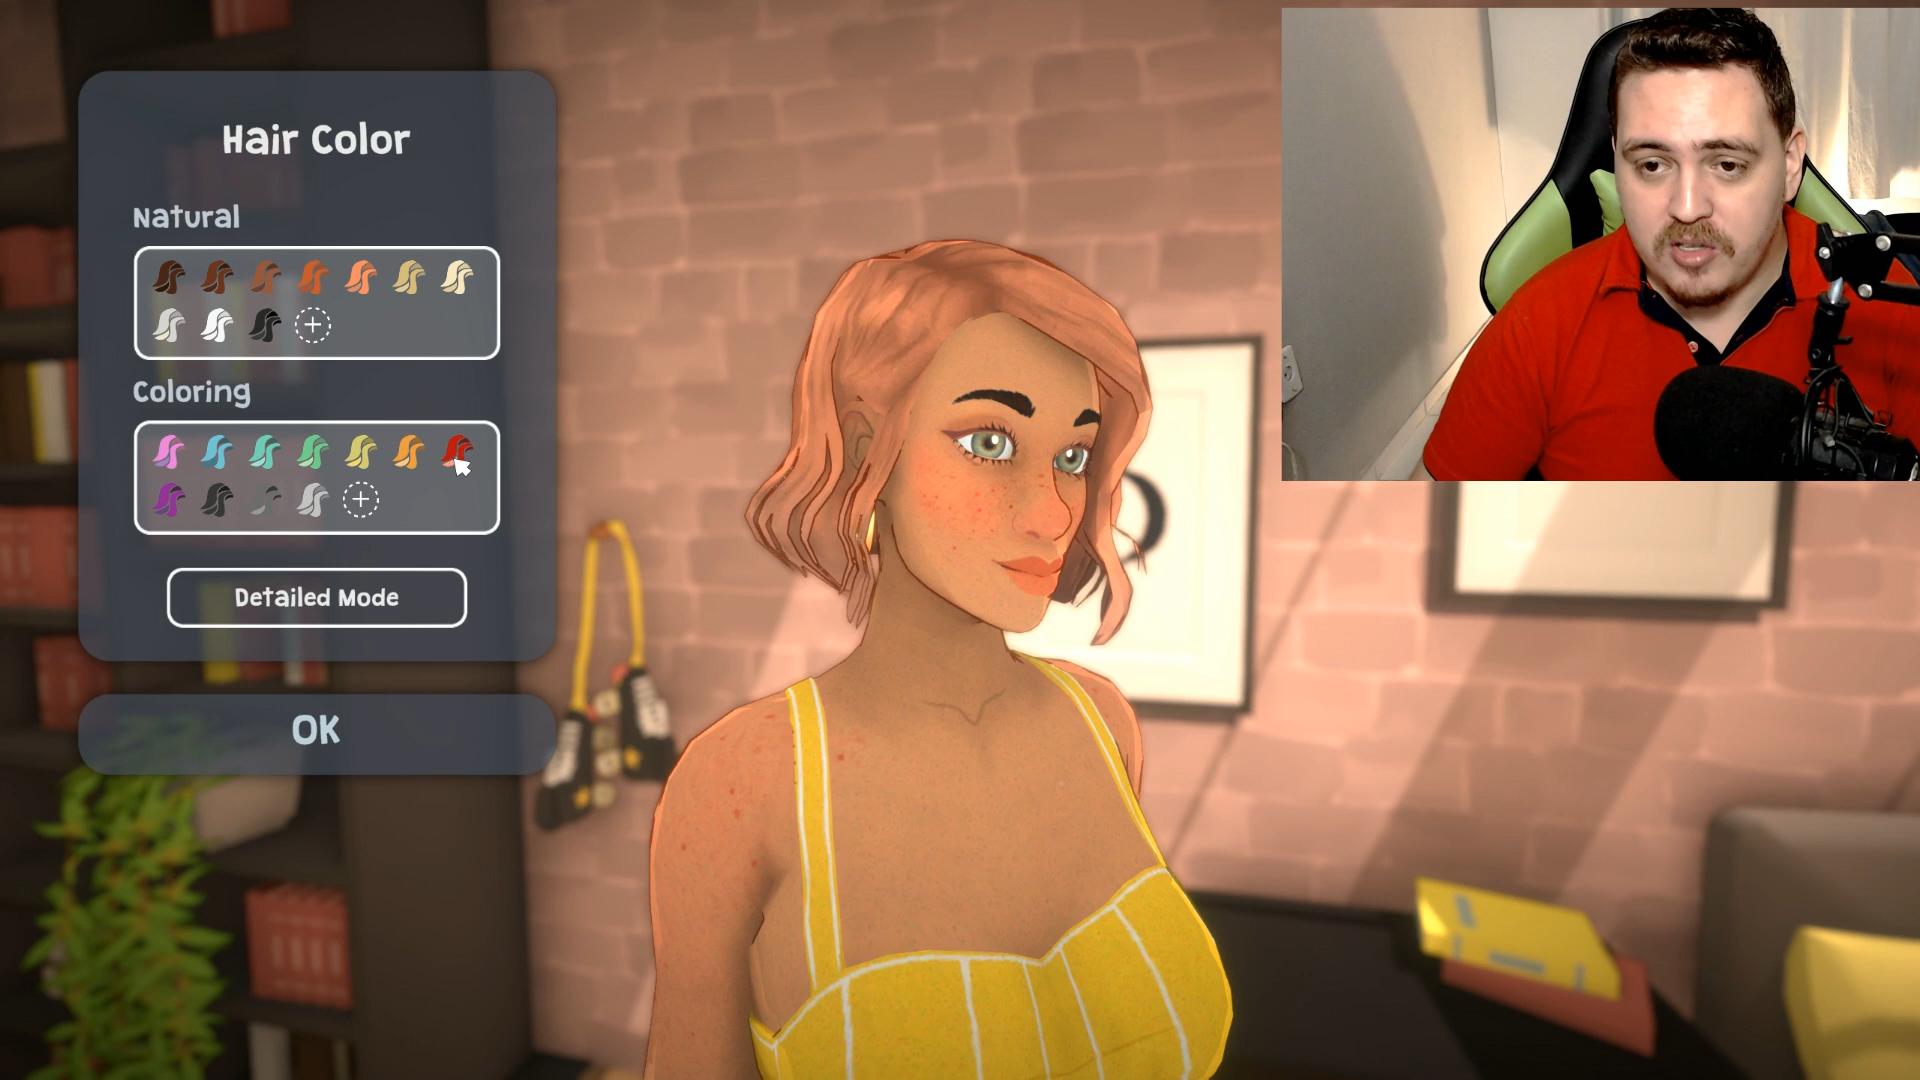 Hair Color
Natural
Coloring
Detailed Mode
OK